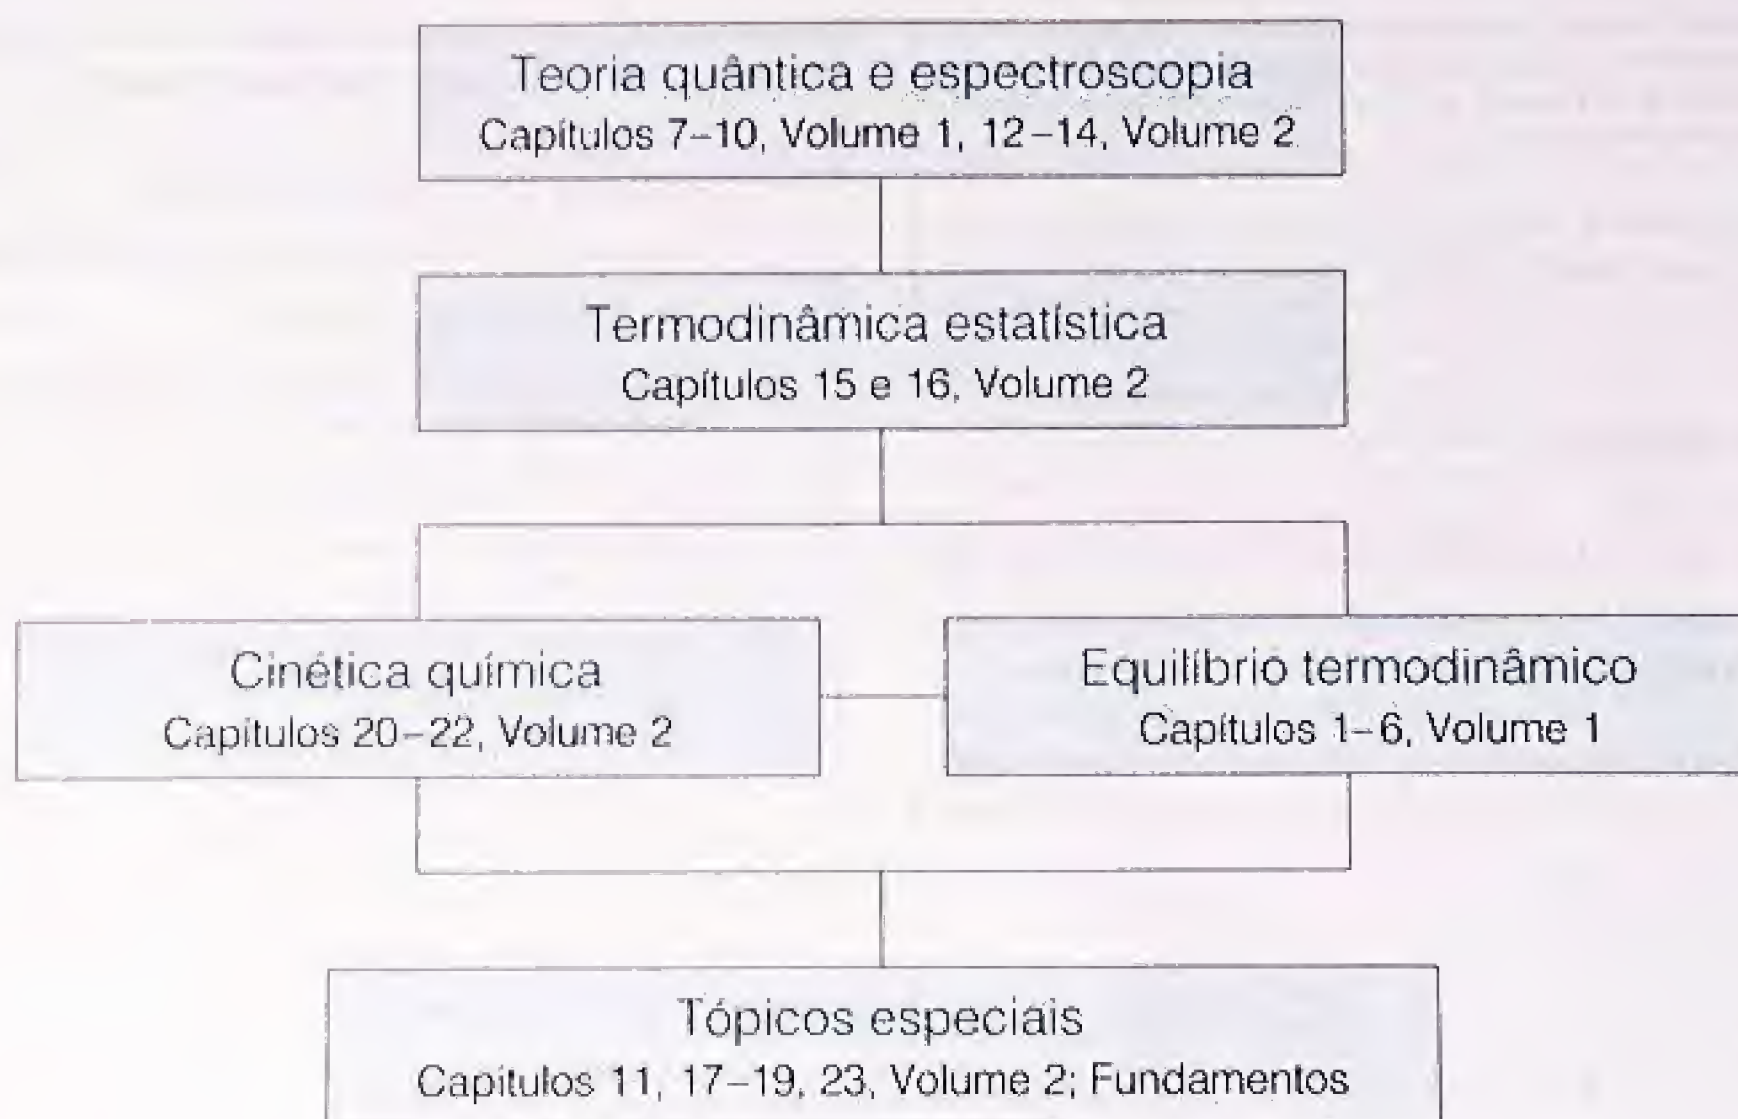 Teoria quântica e espectroscopia
Capítulos 7–10, Volume 1, 12–14, Volume 2
Termodinâmica estatística
Capítulos 15 e 16, Volume 2
Cinética química
Capítulos 20–22, Volume 2
Equilíbrio termodinâmico
Capítulos 1–6, Volume 1
Tópicos especiais
Capítulos 11, 17–19, 23, Volume 2; Fundamentos